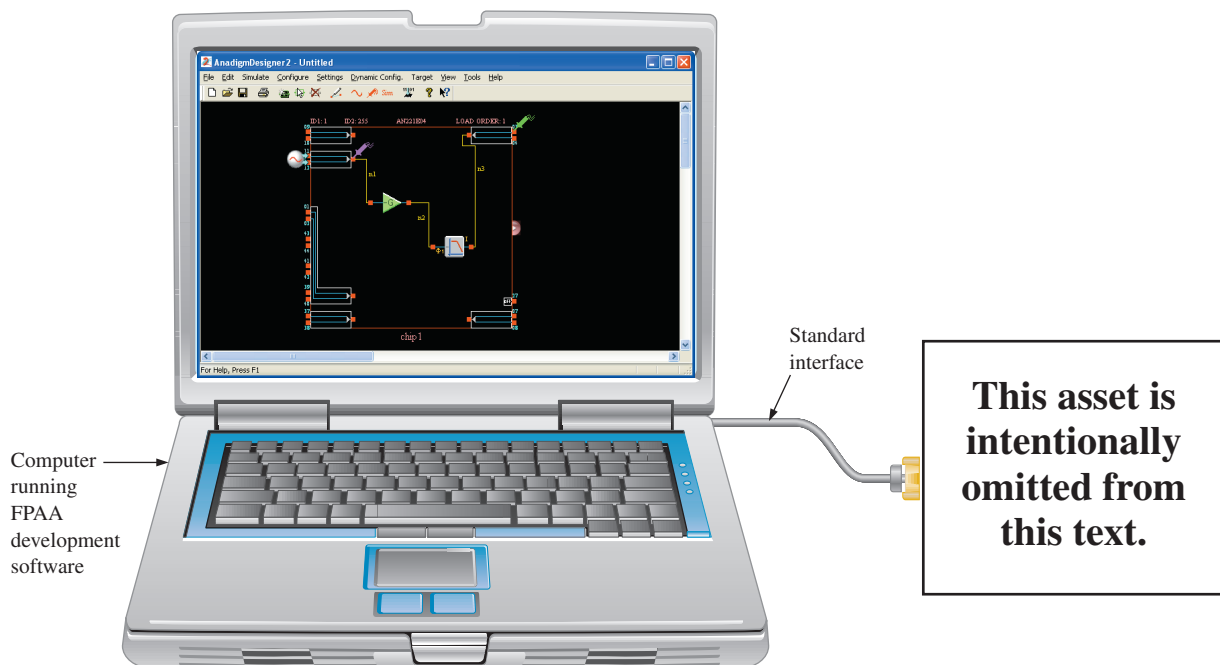 AnadigmDesigner2 - Untitled
File Edit Simulate Configure Settings Dynamic Config. Target View Tools Help
Sim
ID1:1 ID2:255 AN221E04 LOAD ORDER:1
n1
n2
n3
chip1
For Help, Press F1
Computer
running
FPAA
development
software
Standard
interface
This asset is
intentionally
omitted from
this text.